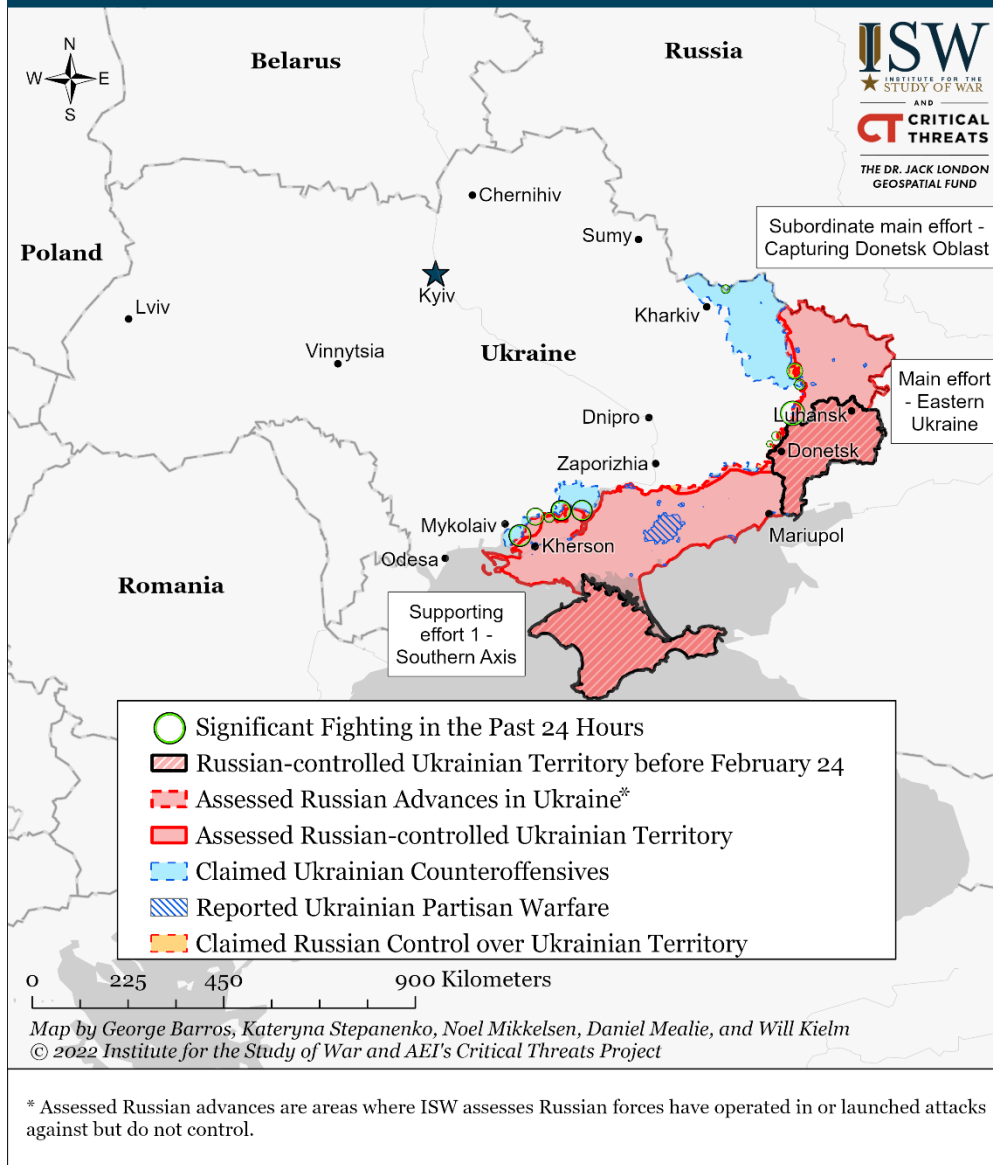 N
W
E
S
Belarus
Russia
ISW
INSTITUTE FOR THE
STUDY OF WAR
AND
CT CRITICAL
THREATS
THE DR. JACK LONDON
GEOSPATIAL FUND
Chernihiv
Subordinate main effort -
Capturing Donetsk Oblast
Sumy
Poland
Kyiv
Lviv
Kharkiv
Vinnytsia
Ukraine
Main effort
- Eastern
Ukraine
Dnipro
Luhansk
Donetsk
Zaporizhia
Mykolaiv
Mariupol
Kherson
Odesa
Romania
Supporting
effort 1 -
Southern Axis
Significant Fighting in the Past 24 Hours
Russian-controlled Ukrainian Territory before February 24
Assessed Russian Advances in Ukraine*
Assessed Russian-controlled Ukrainian Territory
Claimed Ukrainian Counteroffensives
Reported Ukrainian Partisan Warfare
Claimed Russian Control over Ukrainian Territory
0 225 450 900 Kilometers
Map by George Barros, Kateryna Stepanenko, Noel Mikkelsen, Daniel Mealie, and Will Kielm
© 2022 Institute for the Study of War and AEI's Critical Threats Project
* Assessed Russian advances are areas where ISW assesses Russian forces have operated in or launched attacks
against but do not control.